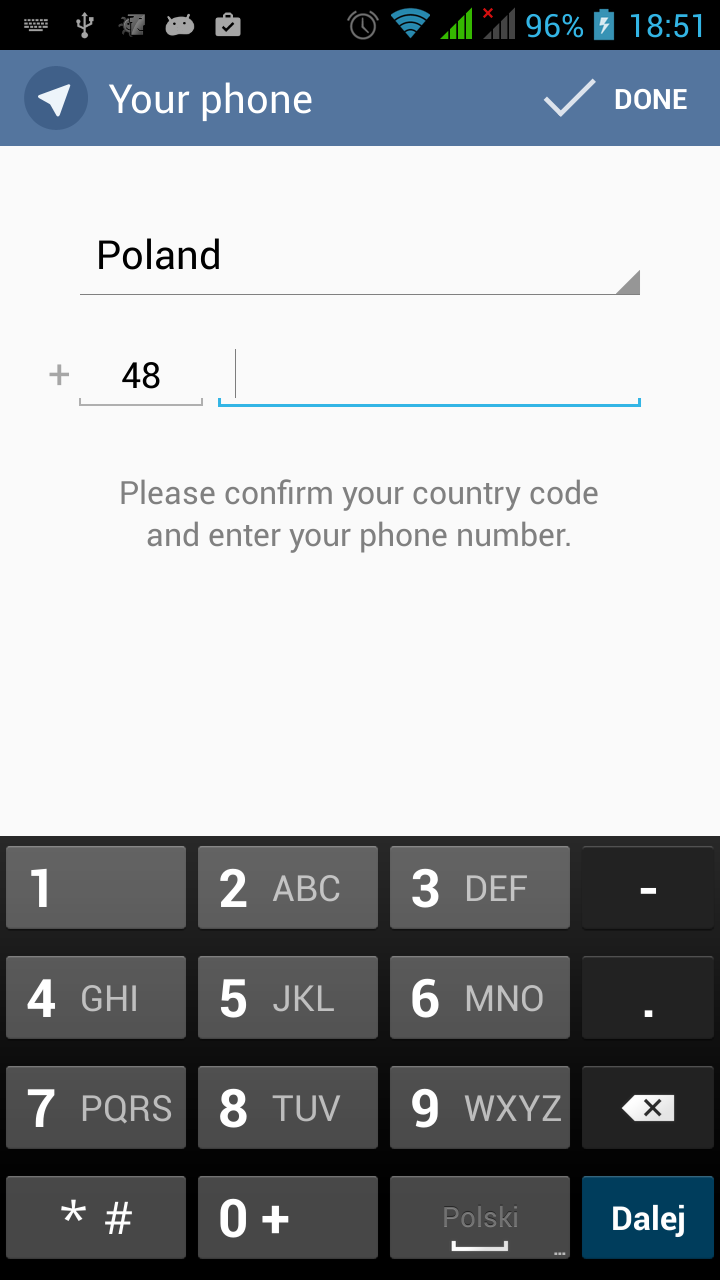 96% 18:51
Your phone DONE
Poland
+ 48
Please confirm your country code
and enter your phone number.
1 2 ABC 3 DEF -
4 GHI 5 JKL 6 MNO .
7 PQRS 8 TUV 9 WXYZ
* # 0 + Polski ... Dalej